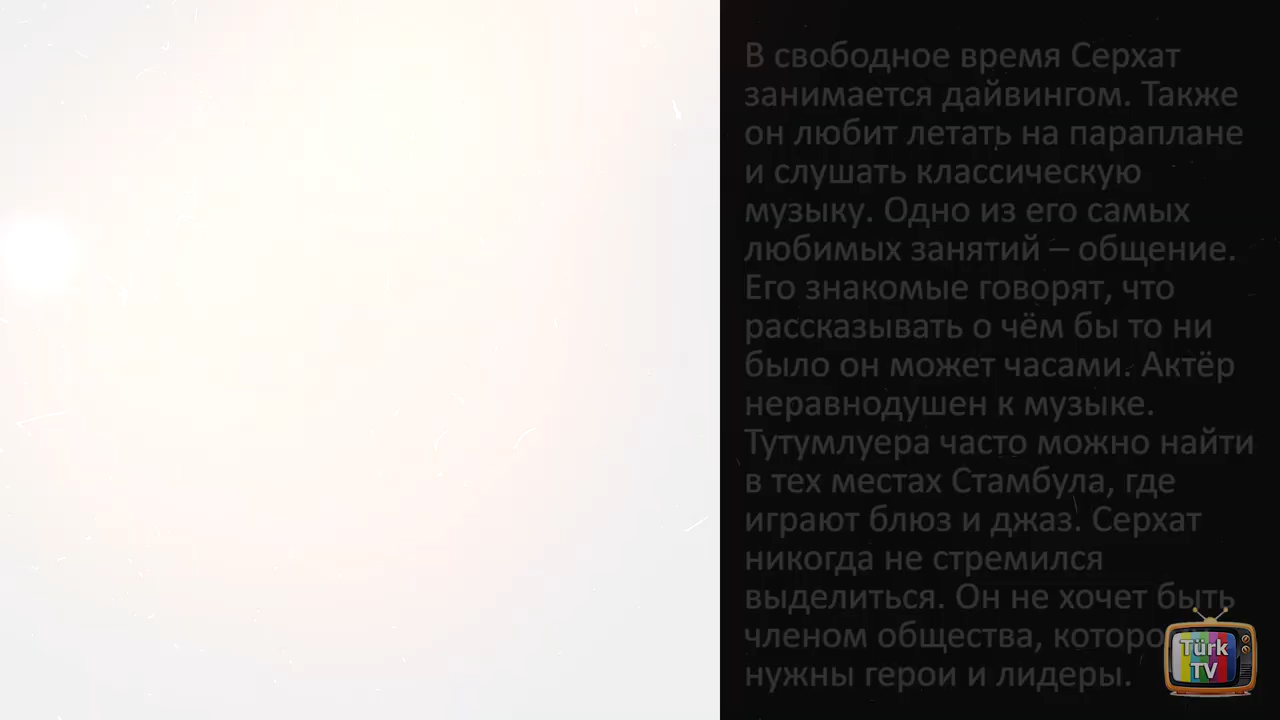 В свободное время Серхат
занимается дайвингом. Также
он любит летать на параплане
и слушать классическую
музыку. Одно из его самых
любимых занятий – общение.
Его знакомые говорят, что
рассказывать о чём бы то ни
было он может часами. Актёр
неравнодушен к музыке.
Тутумлуера часто можно найти
в тех местах Стамбула, где
играют блюз и джаз. Серхат
никогда не стремился
выделиться. Он не хочет быть
членом общества,
нужны герои и лидеры.
Türk
TV